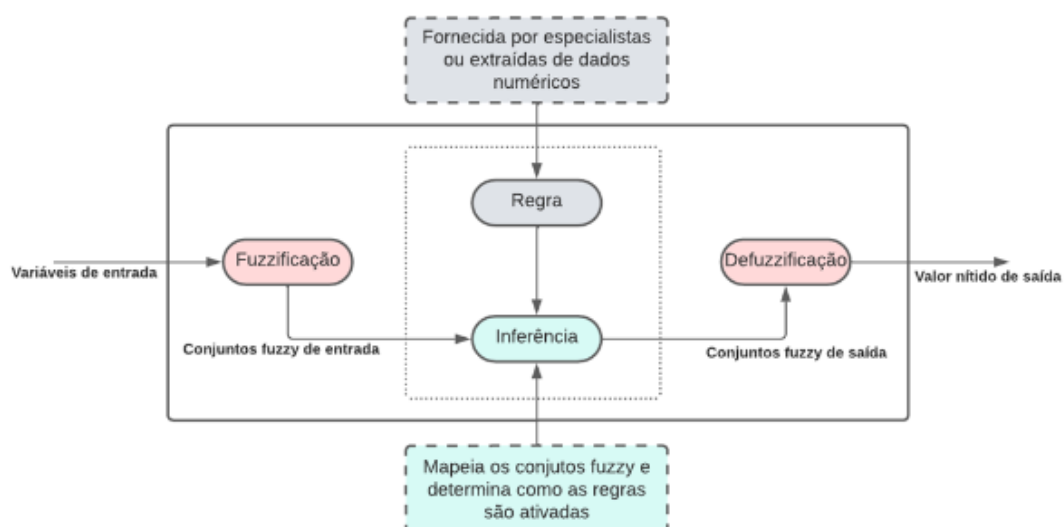 Fornecida por especialistas
ou extraídas de dados
numéricos
Regra
Fuzzificação
Defuzzificação
Variáveis de entrada
Valor nítido de saída
Inferência
Conjuntos fuzzy de entrada
Conjuntos fuzzy de saída
Mapeia os conjutos fuzzy e
determina como as regras
são ativadas